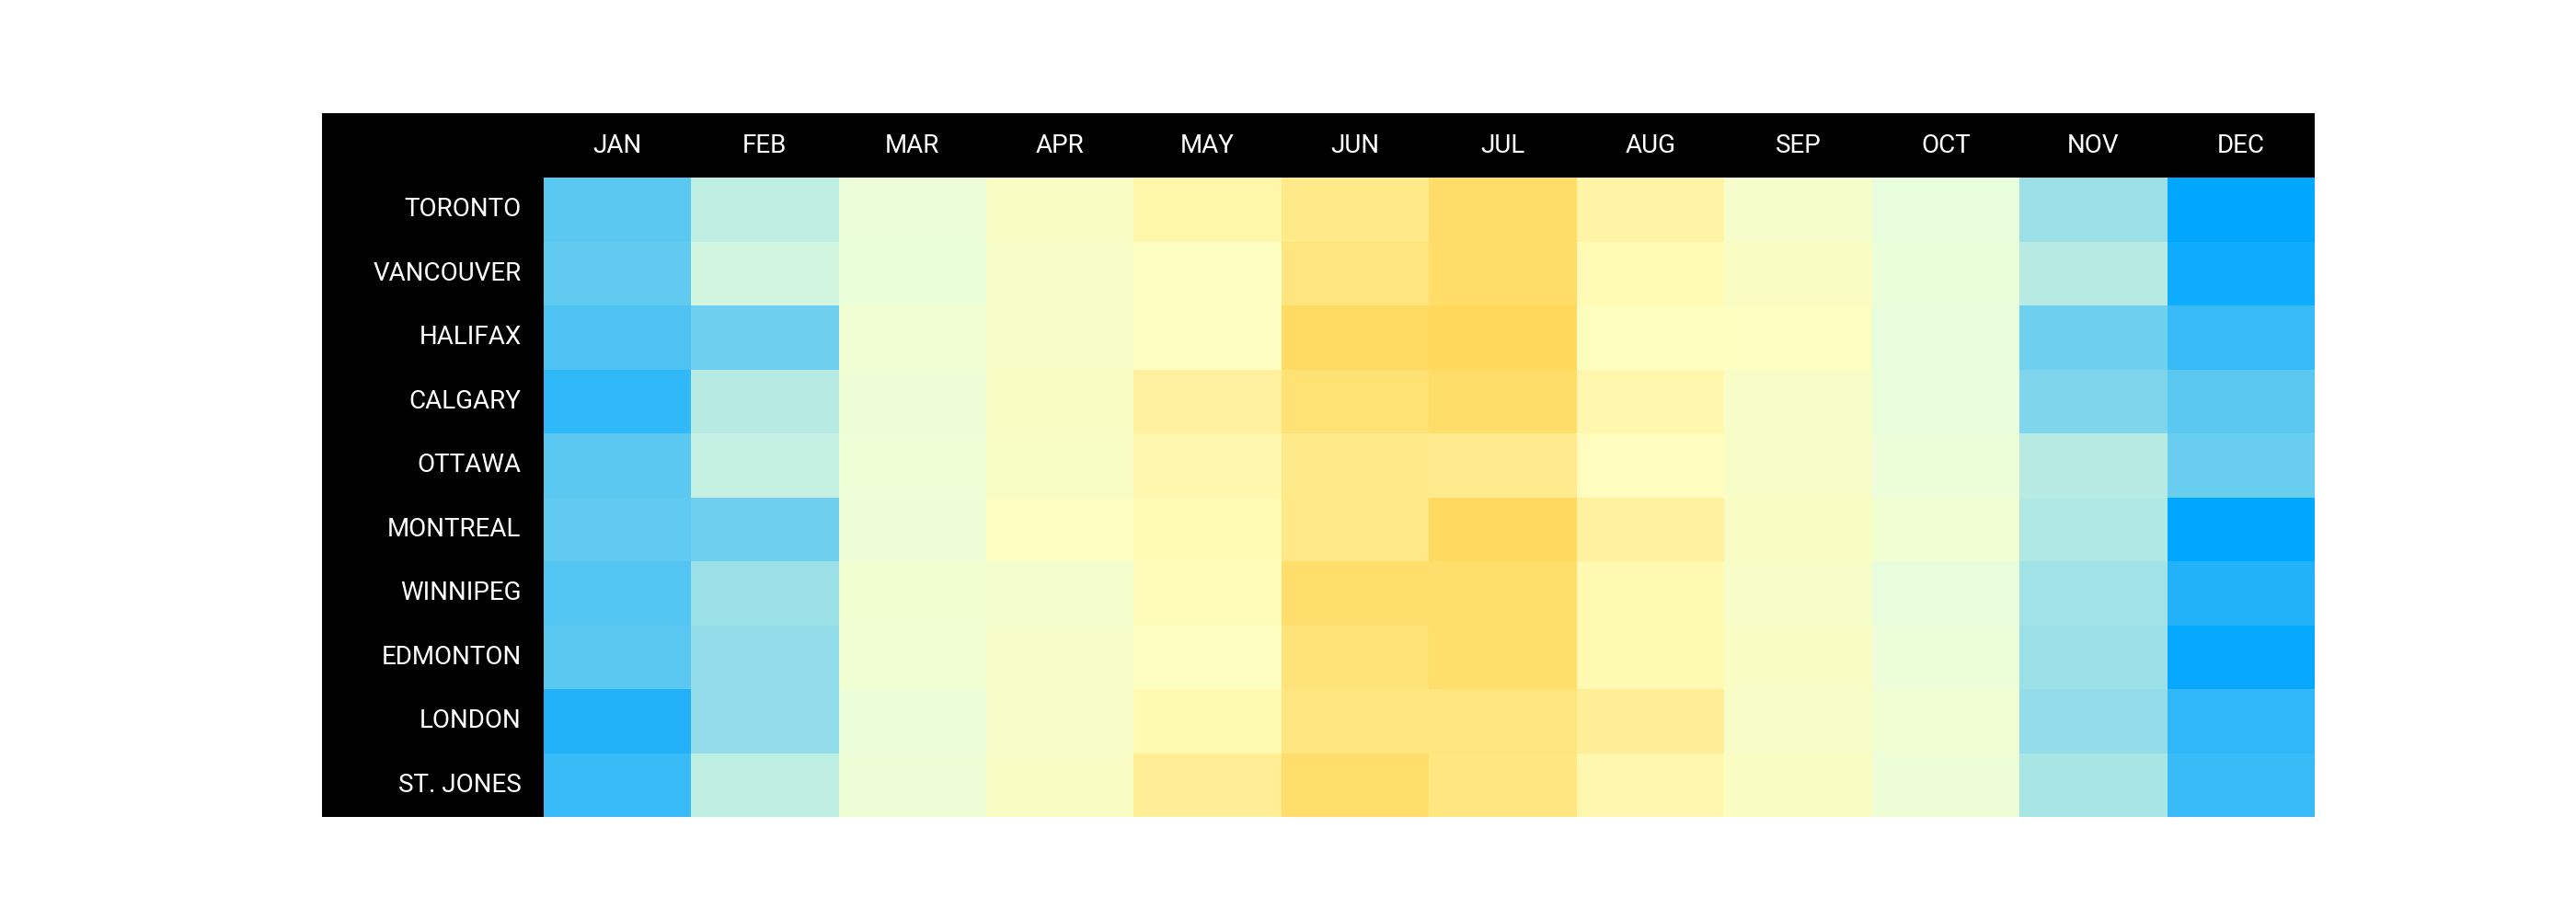 JAN FEB MAR APR MAY JUN JUL AUG SEP OCT NOV DEC
TORONTO
VANCOUVER
HALIFAX
CALGARY
OTTAWA
MONTREAL
WINNIPEG
EDMONTON
LONDON
ST. JONES